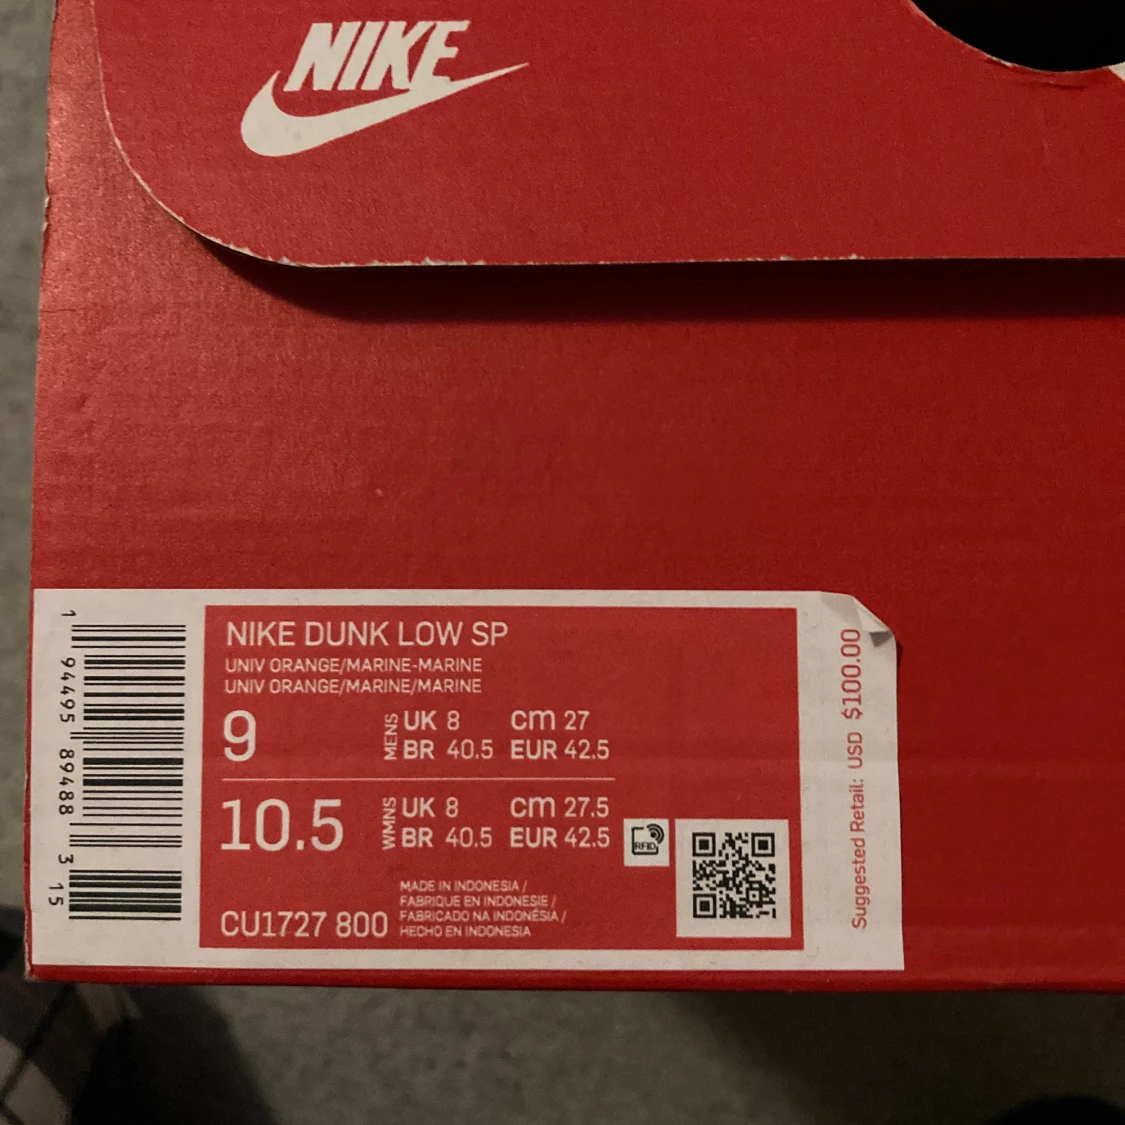 NIKE
NIKE DUNK LOW SP
UNIV ORANGE/MARINE-MARINE
UNIV ORANGE/MARINE/MARINE
9
MENS
UK 8 cm 27
BR 40.5 EUR 42.5
10.5
WMNS
UK 8 cm 27.5
BR 40.5 EUR 42.5
RFID
CU1727 800
MADE IN INDONESIA /
FABRIQUE EN INDONESIE /
FABRICADO NA INDONÉSIA /
HECHO EN INDONESIA
1 94495 89488 3 15
Suggested Retail: USD $100.00